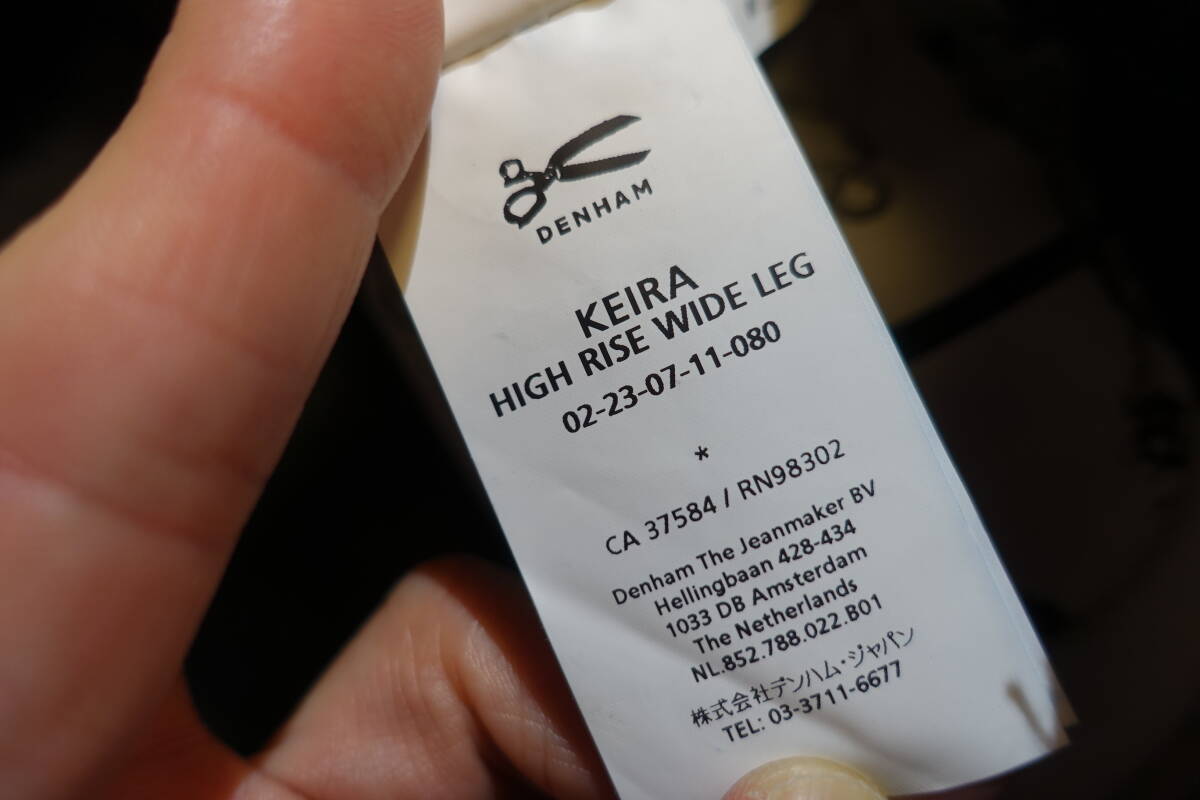 DENHAM
KEIRA
HIGH RISE WIDE LEG
02-23-07-11-080
*
CA 37584 / RN98302
Denham The Jeanmaker BV
Hellingbaan 428-434
1033 DB Amsterdam
The Netherlands
NL.852.788.022.B01
株式会社デンハム・ジャパン
TEL: 03-3711-6677